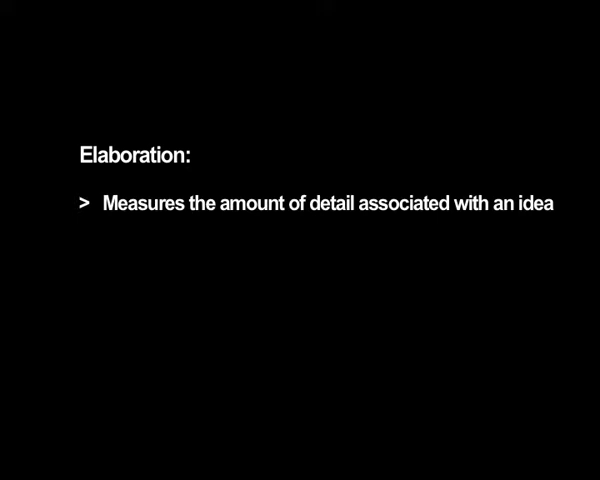 Elaboration:
> Measures the amount of detail associated with an idea